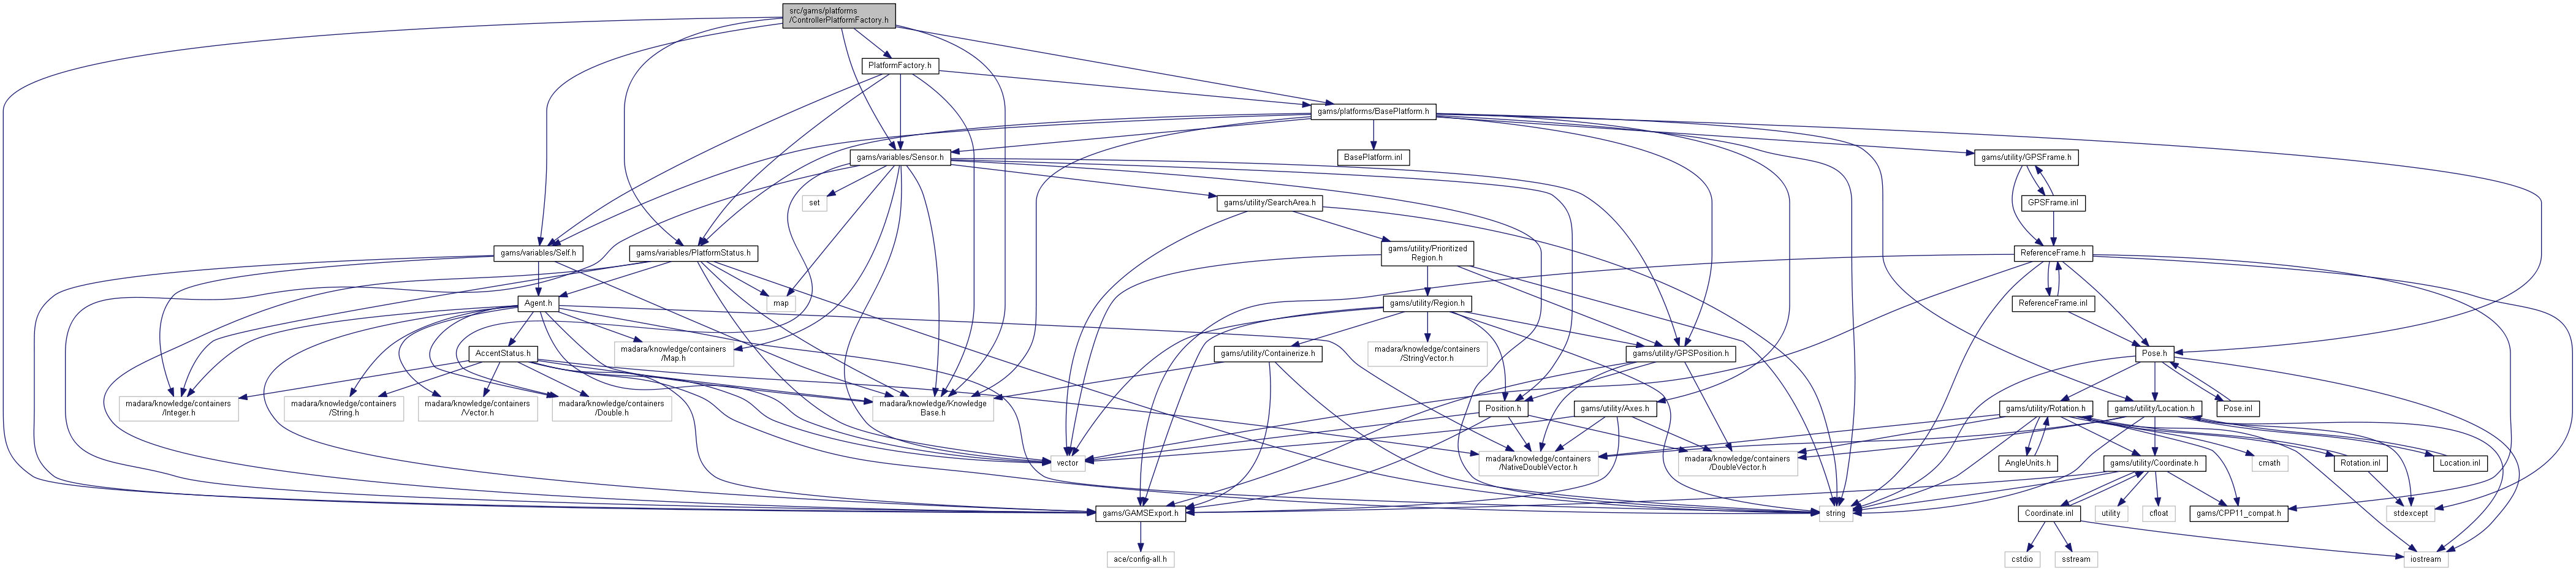 src/gams/platforms
/ControllerPlatformFactory.h
PlatformFactory.h
gams/platforms/BasePlatform.h
gams/variables/Sensor.h
BasePlatform.inl
gams/utility/GPSFrame.h
set
gams/utility/SearchArea.h
GPSFrame.inl
gams/variables/Self.h
gams/variables/PlatformStatus.h
gams/utility/Prioritized
Region.h
ReferenceFrame.h
Agent.h
map
gams/utility/Region.h
ReferenceFrame.inl
AccentStatus.h
madara/knowledge/containers
/Map.h
gams/utility/Containerize.h
madara/knowledge/containers
/StringVector.h
gams/utility/GPSPosition.h
Pose.h
madara/knowledge/containers
/Integer.h
madara/knowledge/containers
/String.h
madara/knowledge/containers
/Vector.h
madara/knowledge/containers
/Double.h
madara/knowledge/Knowledge
Base.h
Position.h
gams/utility/Axes.h
gams/utility/Rotation.h
gams/utility/Location.h
Pose.inl
vector
madara/knowledge/containers
/NativeDoubleVector.h
madara/knowledge/containers
/DoubleVector.h
AngleUnits.h
gams/utility/Coordinate.h
cmath
Rotation.inl
Location.inl
gams/GAMSExport.h
string
Coordinate.inl
utility
cfloat
gams/CPP11_compat.h
stdexcept
ace/config-all.h
cstdio
sstream
iostream